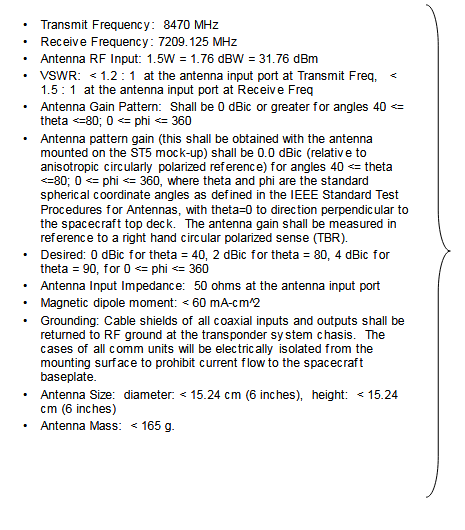 • Transmit Frequency: 8470 MHz
• Receive Frequency: 7209.125 MHz
• Antenna RF Input: 1.5W = 1.76 dBW = 31.76 dBm
• VSWR: < 1.2 : 1 at the antenna input port at Transmit Freq, <
1.5 : 1 at the antenna input port at Receive Freq
• Antenna Gain Pattern: Shall be 0 dBic or greater for angles 40 <=
theta <=80; 0 <= phi <= 360
• Antenna pattern gain (this shall be obtained with the antenna
mounted on the ST5 mock-up) shall be 0.0 dBic (relative to
anisotropic circularly polarized reference) for angles 40 <= theta
<=80; 0 <= phi <= 360, where theta and phi are the standard
spherical coordinate angles as defined in the IEEE Standard Test
Procedures for Antennas, with theta=0 to direction perpendicular to
the spacecraft top deck. The antenna gain shall be measured in
reference to a right hand circular polarized sense (TBR).
• Desired: 0 dBic for theta = 40, 2 dBic for theta = 80, 4 dBic for
theta = 90, for 0 <= phi <= 360
• Antenna Input Impedance: 50 ohms at the antenna input port
• Magnetic dipole moment: < 60 mA-cm^2
• Grounding: Cable shields of all coaxial inputs and outputs shall be
returned to RF ground at the transponder system chasis. The
cases of all comm units will be electrically isolated from the
mounting surface to prohibit current flow to the spacecraft
baseplate.
• Antenna Size: diameter: < 15.24 cm (6 inches), height: < 15.24
cm (6 inches)
• Antenna Mass: < 165 g.